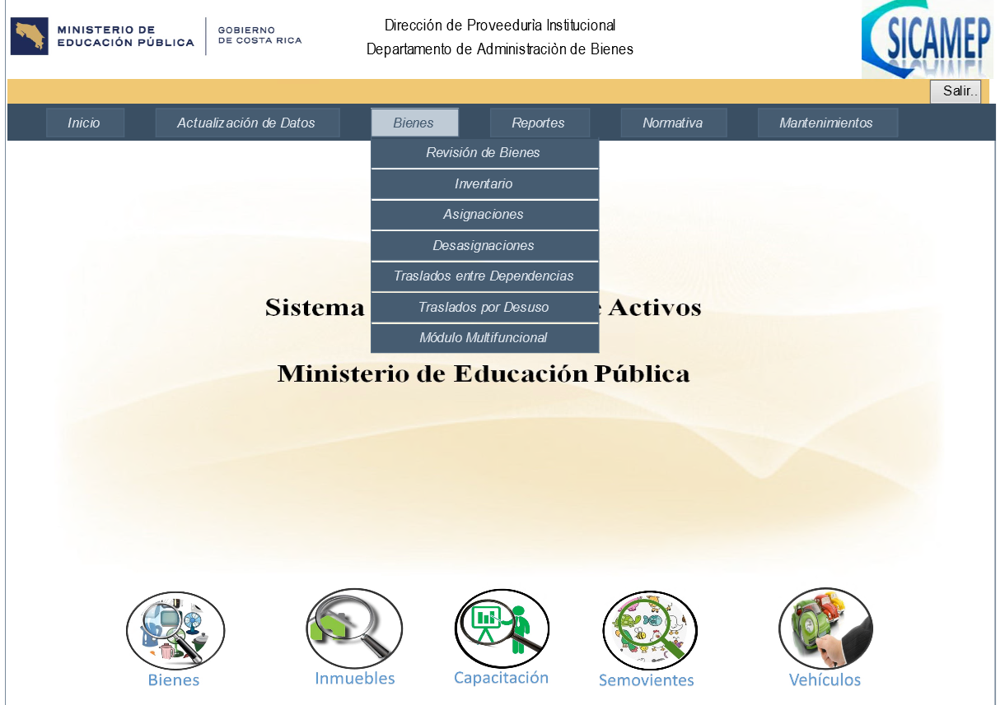 MINISTERIO DE
EDUCACIÓN PÚBLICA
GOBIERNO
DE COSTA RICA
Dirección de Proveedurìa Institucional
Departamento de Administraciòn de Bienes
SICAMEP
Salir..
Inicio
Actualización de Datos
Bienes
Reportes
Normativa
Mantenimientos
Revisión de Bienes
Inventario
Asignaciones
Desasignaciones
Traslados entre Dependencias
Traslados por Desuso
Módulo Multifuncional
Sistema
Activos
Ministerio de Educación Pública
Bienes
Inmuebles
Capacitación
Semovientes
Vehículos